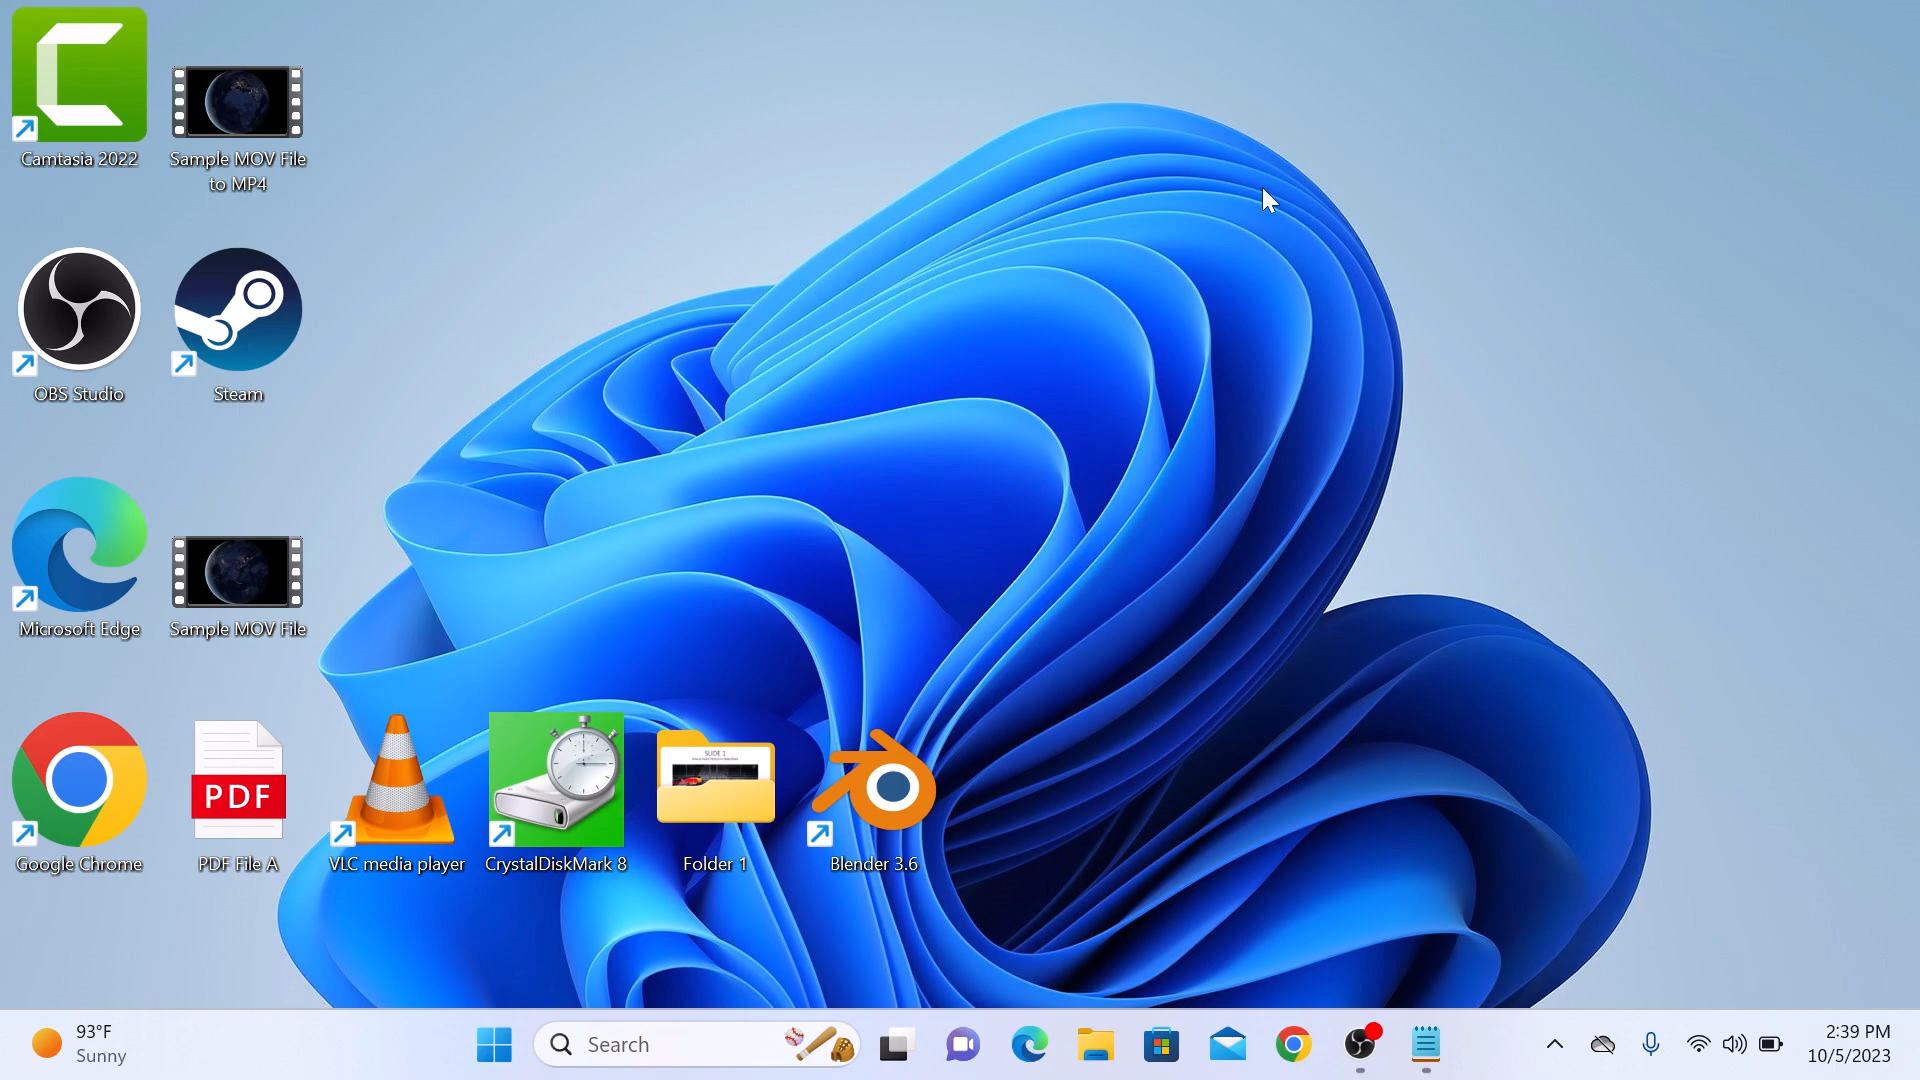 Camtasia 2022
Sample MOV File
to MP4
OBS Studio
Steam
Microsoft Edge
Sample MOV File
Google Chrome
PDF
PDF File A
VLC media player
CrystalDiskMark 8
SLIDE 1
Folder 1
Blender 3.6
93°F
Sunny
Search
2:39 PM
10/5/2023